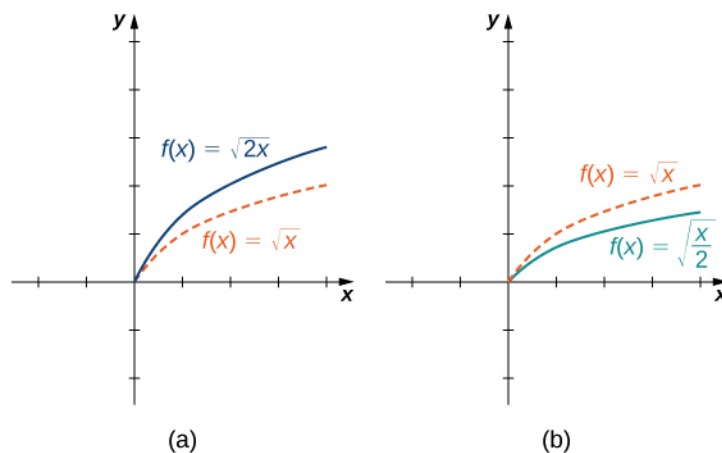 y
f(x) = √2x
f(x) = √x
x
(a)
y
f(x) = √x
f(x) = √x/2
x
(b)